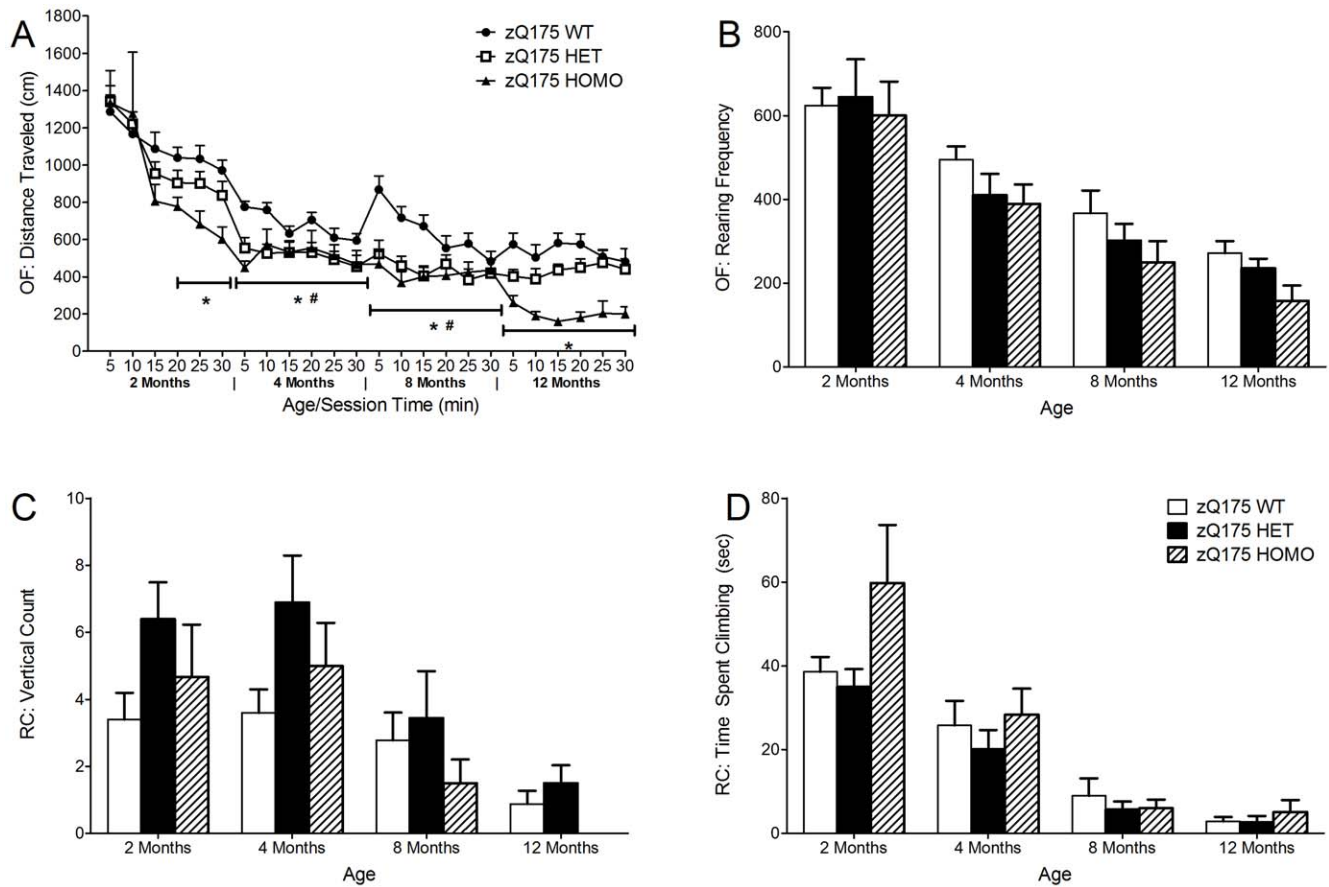 A
1800
1600
1400
1200
1000
800
600
400
200
0
OF: Distance Traveled (cm)
zQ175 WT
zQ175 HET
zQ175 HOMO
*
* #
* #
*
5 10 15 20 25 30 5 10 15 20 25 30 5 10 15 20 25 30 5 10 15 20 25 30
2 Months | 4 Months | 8 Months | 12 Months
Age/Session Time (min)
B
800
600
400
200
0
OF: Rearing Frequency
2 Months 4 Months 8 Months 12 Months
Age
C
10
8
6
4
2
0
RC: Vertical Count
2 Months 4 Months 8 Months 12 Months
Age
D
80
60
40
20
0
RC: Time Spent Climbing (sec)
zQ175 WT
zQ175 HET
zQ175 HOMO
2 Months 4 Months 8 Months 12 Months
Age